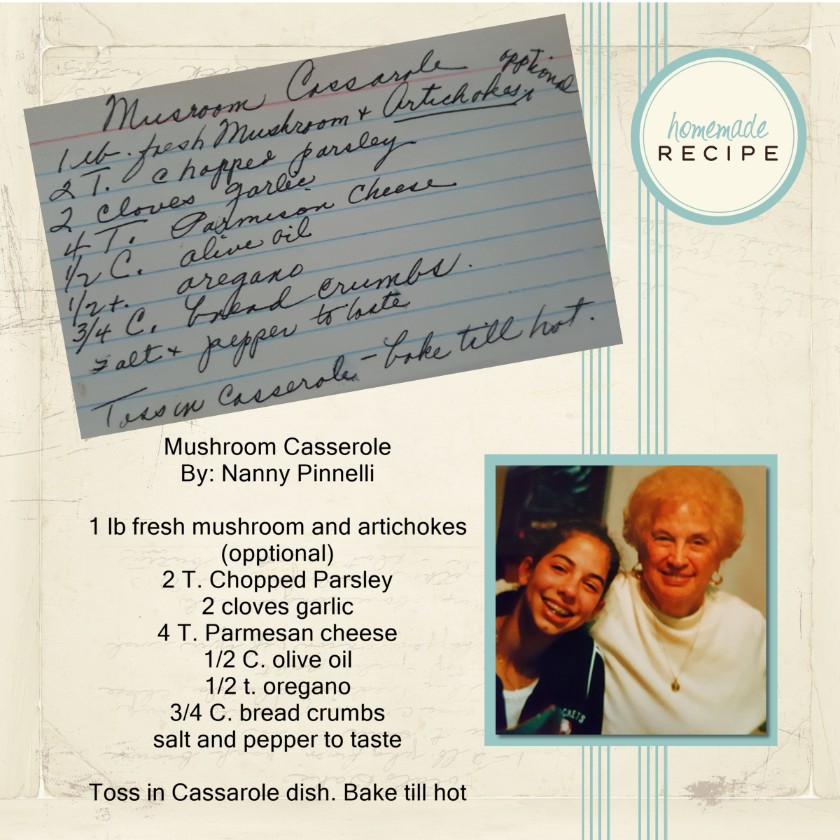 Musroom Cassarole
opptional
1 lb. fresh Mushroom + Artichokes
2 T. Chopped parsley
2 cloves garlic
4 T. Parmison Cheese
1/2 C. olive oil
1/2 t. oregano
3/4 C. bread crumbs.
salt + pepper to taste
Toss in Casserole - bake till hot.
homemade
RECIPE
Mushroom Casserole
By: Nanny Pinnelli
1 lb fresh mushroom and artichokes
(opptional)
2 T. Chopped Parsley
2 cloves garlic
4 T. Parmesan cheese
1/2 C. olive oil
1/2 t. oregano
3/4 C. bread crumbs
salt and pepper to taste
Toss in Cassarole dish. Bake till hot